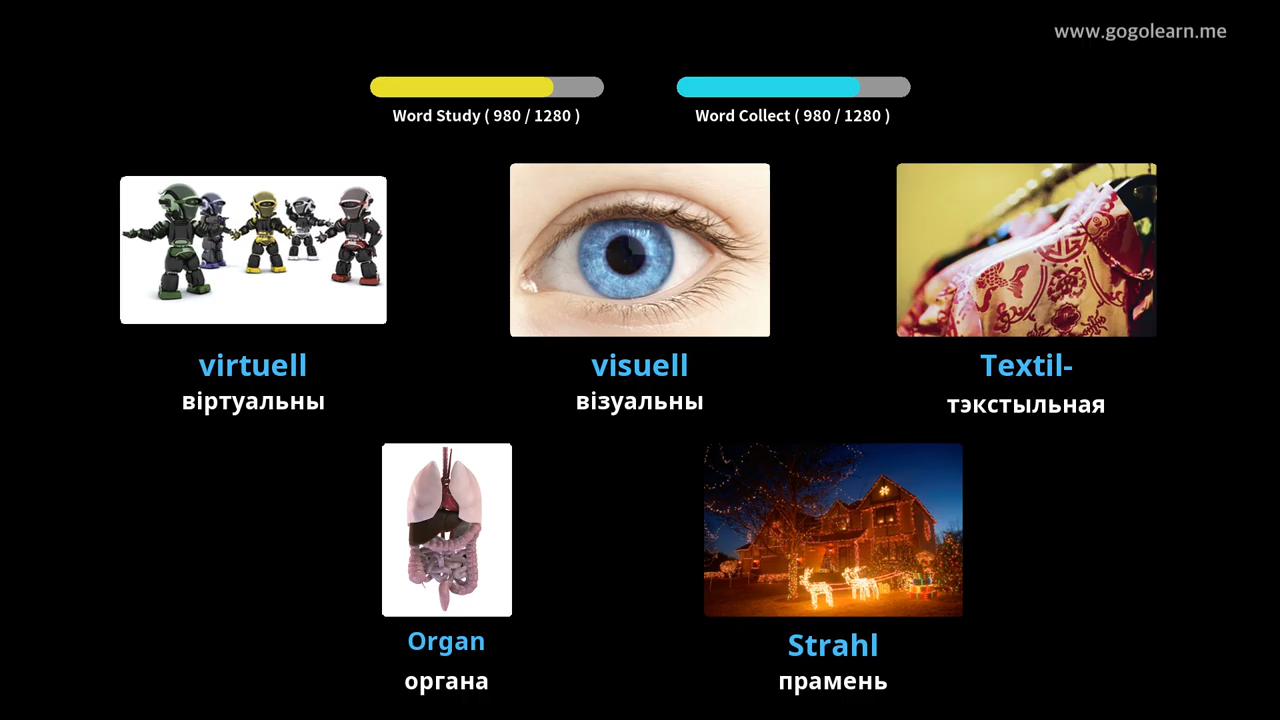 www.gogolearn.me
Word Study ( 980 / 1280 )
Word Collect ( 980 / 1280 )
virtuell
віртуальны
visuell
візуальны
Textil-
тэкстыльная
Organ
органа
Strahl
прамень